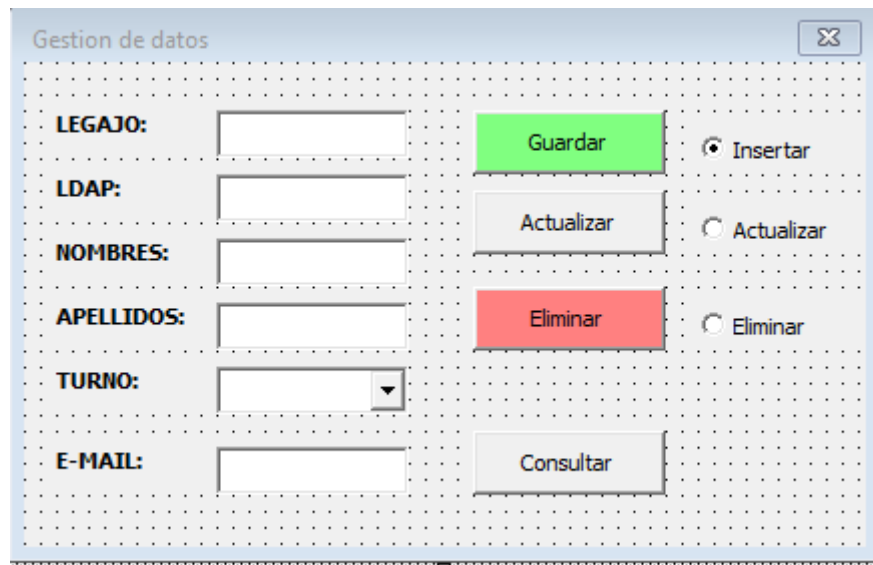 Gestion de datos
LEGAJO:
Guardar
Insertar
LDAP:
Actualizar
Actualizar
NOMBRES:
APELLIDOS:
Eliminar
Eliminar
TURNO:
E-MAIL:
Consultar